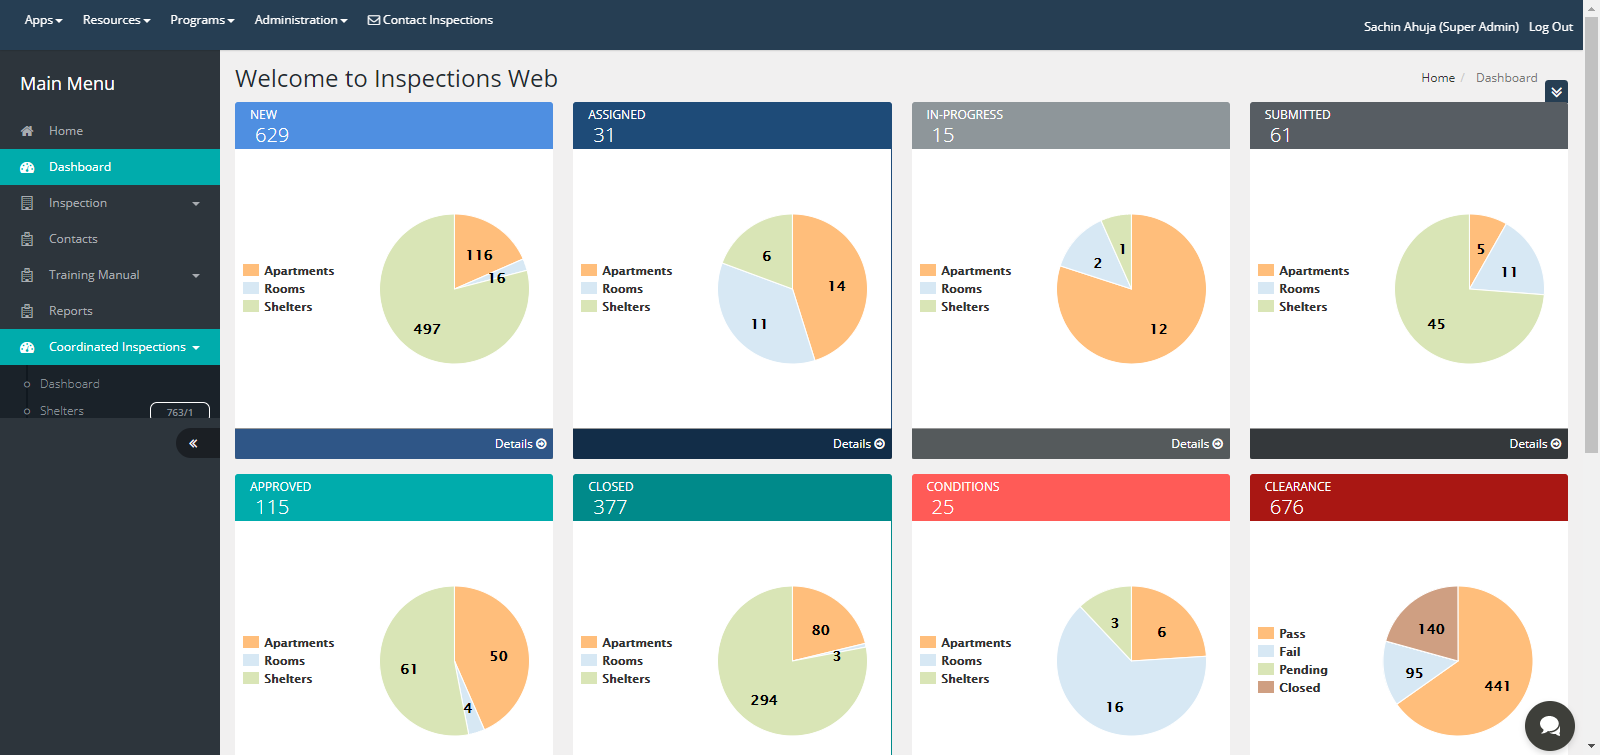 Apps Resources Programs Administration Contact Inspections
Sachin Ahuja (Super Admin) Log Out
Main Menu
Home
Dashboard
Inspection
Contacts
Training Manual
Reports
Coordinated Inspections
Dashboard
Shelters 763/1
Welcome to Inspections Web
Home / Dashboard
NEW
629
Apartments
Rooms
Shelters
116
16
497
Details
ASSIGNED
31
Apartments
Rooms
Shelters
6
14
11
Details
IN-PROGRESS
15
Apartments
Rooms
Shelters
1
2
12
Details
SUBMITTED
61
Apartments
Rooms
Shelters
5
11
45
Details
APPROVED
115
Apartments
Rooms
Shelters
50
61
4
CLOSED
377
Apartments
Rooms
Shelters
80
3
294
CONDITIONS
25
Apartments
Rooms
Shelters
3
6
16
CLEARANCE
676
Pass
Fail
Pending
Closed
140
95
441